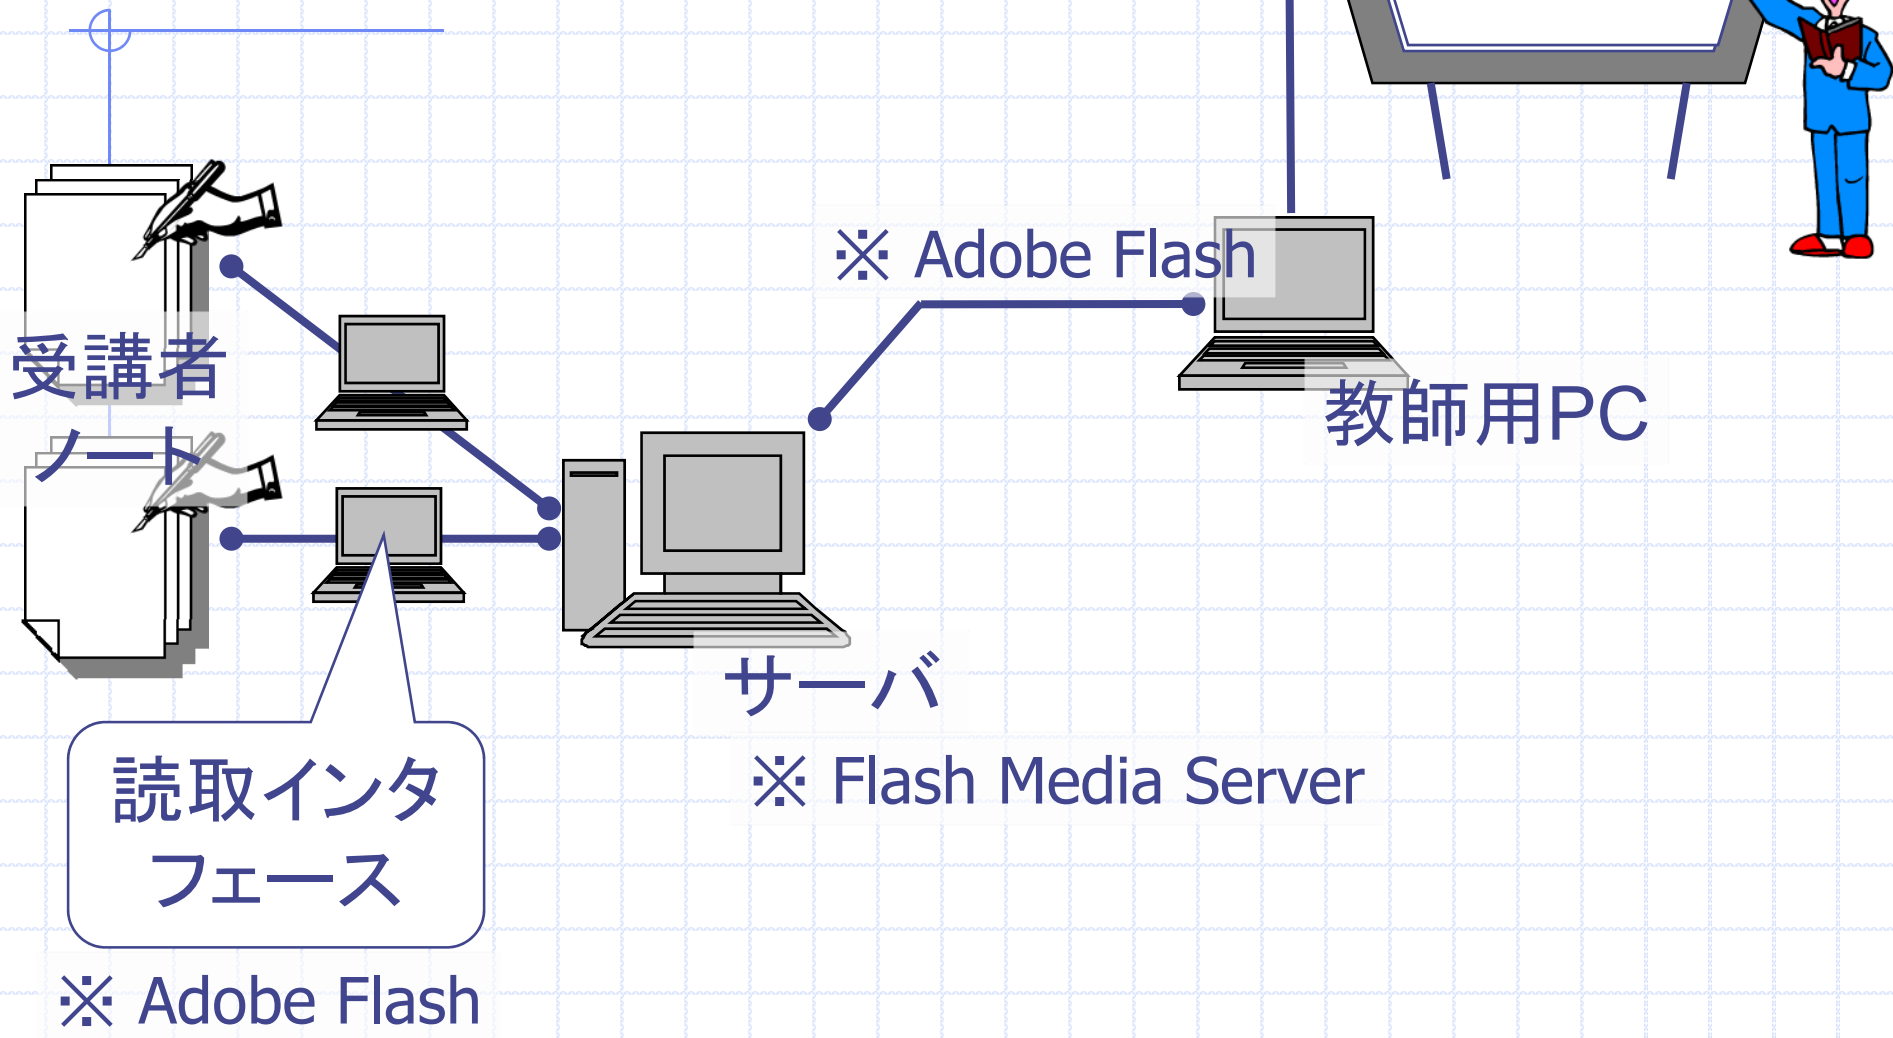 ※ Adobe Flash
受講者
ノート
教師用PC
サーバ
※ Flash Media Server
読取インタ
フェース
※ Adobe Flash